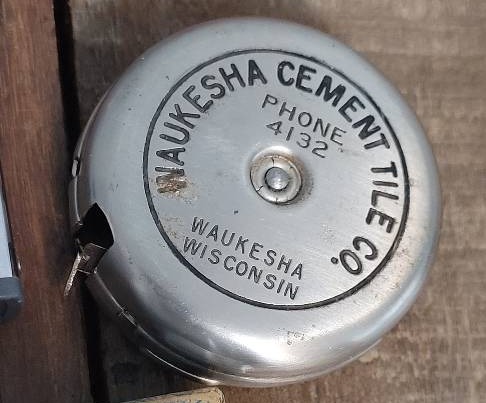 WAUKESHA CEMENT TILE CO.
PHONE
4132
WAUKESHA
WISCONSIN